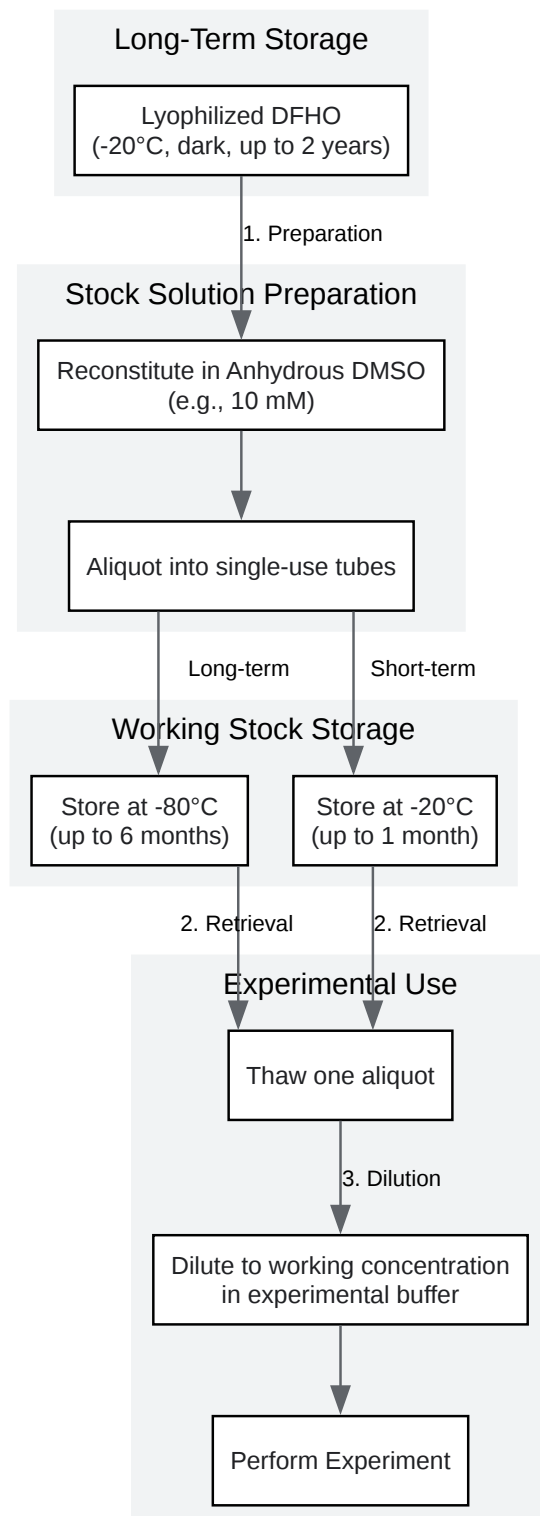 Long-Term Storage
Lyophilized DFHO
(-20°C, dark, up to 2 years)
1. Preparation
Stock Solution Preparation
Reconstitute in Anhydrous DMSO
(e.g., 10 mM)
Aliquot into single-use tubes
Long-term
Short-term
Working Stock Storage
Store at -80°C
(up to 6 months)
Store at -20°C
(up to 1 month)
2. Retrieval
2. Retrieval
Experimental Use
Thaw one aliquot
3. Dilution
Dilute to working concentration
in experimental buffer
Perform Experiment